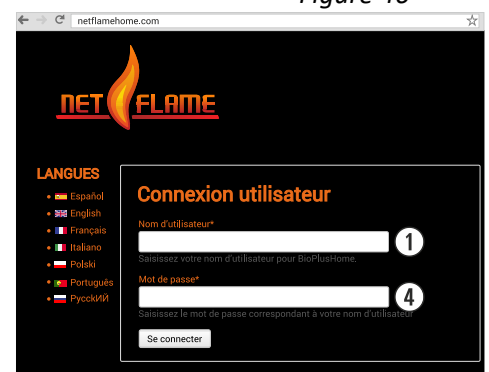 netflamehome.com
NET FLAME
LANGUES
Español
English
Français
Italiano
Polski
Português
РусскИЙ
Connexion utilisateur
Nom d'utilisateur*
1
Saisissez votre nom d'utilisateur pour BioPlusHome.
Mot de passe*
4
Saisissez le mot de passe correspondant à votre nom d'utilisateur
Se connecter